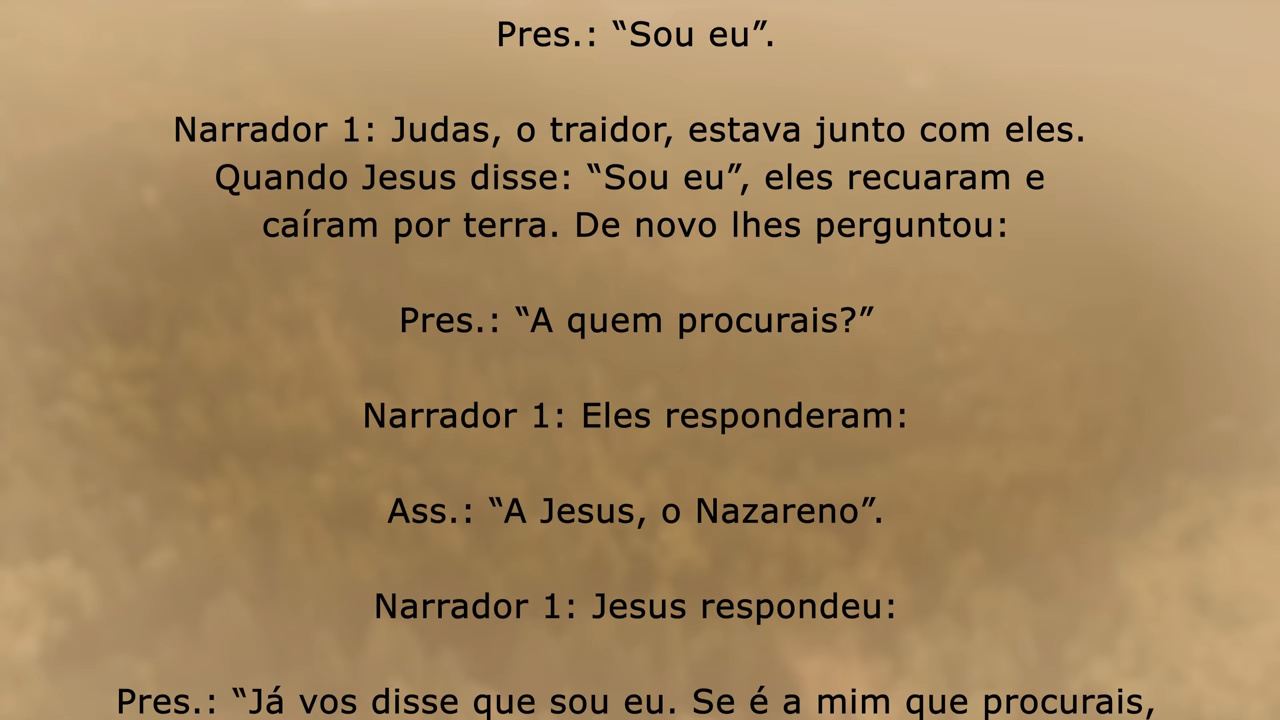 Pres.: “Sou eu”.
Narrador 1: Judas, o traidor, estava junto com eles.
Quando Jesus disse: “Sou eu”, eles recuaram e
caíram por terra. De novo lhes perguntou:
Pres.: “A quem procurais?”
Narrador 1: Eles responderam:
Ass.: “A Jesus, o Nazareno”.
Narrador 1: Jesus respondeu:
Pres.: “Já vos disse que sou eu. Se é a mim que procurais,